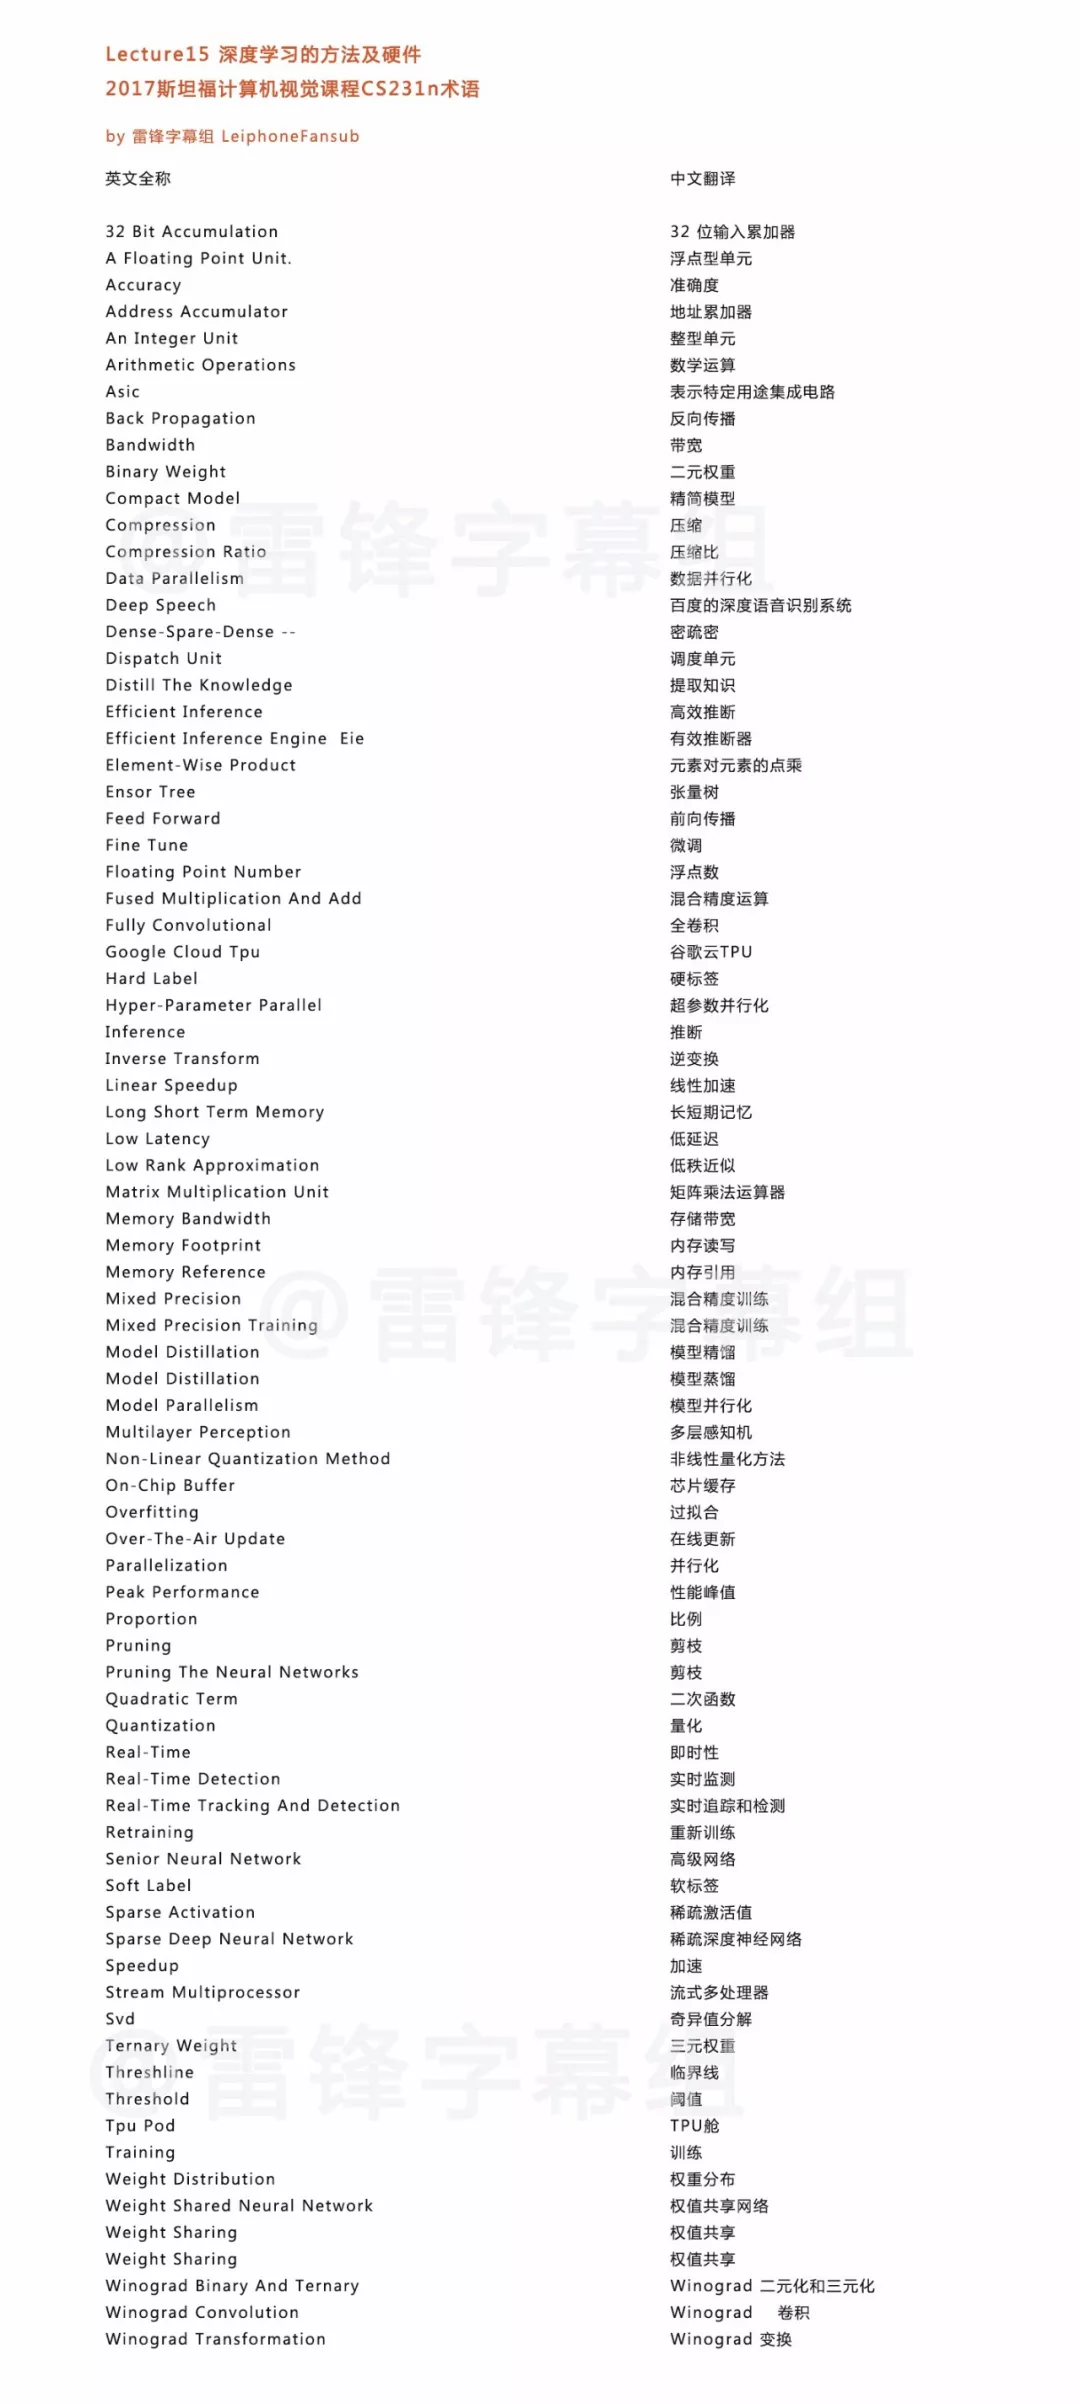 Lecture15 深度学习的方法及硬件
2017斯坦福计算机视觉课程CS231n术语
by 雷锋字幕组 LeiphoneFansub
英文全称 中文翻译
32 Bit Accumulation 32 位输入累加器
A Floating Point Unit. 浮点型单元
Accuracy 准确度
Address Accumulator 地址累加器
An Integer Unit 整型单元
Arithmetic Operations 数学运算
Asic 表示特定用途集成电路
Back Propagation 反向传播
Bandwidth 带宽
Binary Weight 二元权重
Compact Model 精简模型
Compression 压缩
Compression Ratio 压缩比
Data Parallelism 数据并行化
Deep Speech 百度的深度语音识别系统
Dense-Spare-Dense -- 密疏密
Dispatch Unit 调度单元
Distill The Knowledge 提取知识
Efficient Inference 高效推断
Efficient Inference Engine  Eie 有效推断器
Element-Wise Product 元素对元素的点乘
Ensor Tree 张量树
Feed Forward 前向传播
Fine Tune 微调
Floating Point Number 浮点数
Fused Multiplication And Add 混合精度运算
Fully Convolutional 全卷积
Google Cloud Tpu 谷歌云TPU
Hard Label 硬标签
Hyper-Parameter Parallel 超参数并行化
Inference 推断
Inverse Transform 逆变换
Linear Speedup 线性加速
Long Short Term Memory 长短期记忆
Low Latency 低延迟
Low Rank Approximation 低秩近似
Matrix Multiplication Unit 矩阵乘法运算器
Memory Bandwidth 存储带宽
Memory Footprint 内存读写
Memory Reference 内存引用
Mixed Precision 混合精度训练
Mixed Precision Training 混合精度训练
Model Distillation 模型精馏
Model Distillation 模型蒸馏
Model Parallelism 模型并行化
Multilayer Perception 多层感知机
Non-Linear Quantization Method 非线性量化方法
On-Chip Buffer 芯片缓存
Overfitting 过拟合
Over-The-Air Update 在线更新
Parallelization 并行化
Peak Performance 性能峰值
Proportion 比例
Pruning 剪枝
Pruning The Neural Networks 剪枝
Quadratic Term 二次函数
Quantization 量化
Real-Time 即时性
Real-Time Detection 实时监测
Real-Time Tracking And Detection 实时追踪和检测
Retraining 重新训练
Senior Neural Network 高级网络
Soft Label 软标签
Sparse Activation 稀疏激活值
Sparse Deep Neural Network 稀疏深度神经网络
Speedup 加速
Stream Multiprocessor 流式多处理器
Svd 奇异值分解
Ternary Weight 三元权重
Threshline 临界线
Threshold 阈值
Tpu Pod TPU舱
Training 训练
Weight Distribution 权重分布
Weight Shared Neural Network 权值共享网络
Weight Sharing 权值共享
Weight Sharing 权值共享
Winograd Binary And Ternary Winograd 二元化和三元化
Winograd Convolution Winograd 卷积
Winograd Transformation Winograd 变换
@雷锋字幕组
@雷锋字幕组
@雷锋字幕组